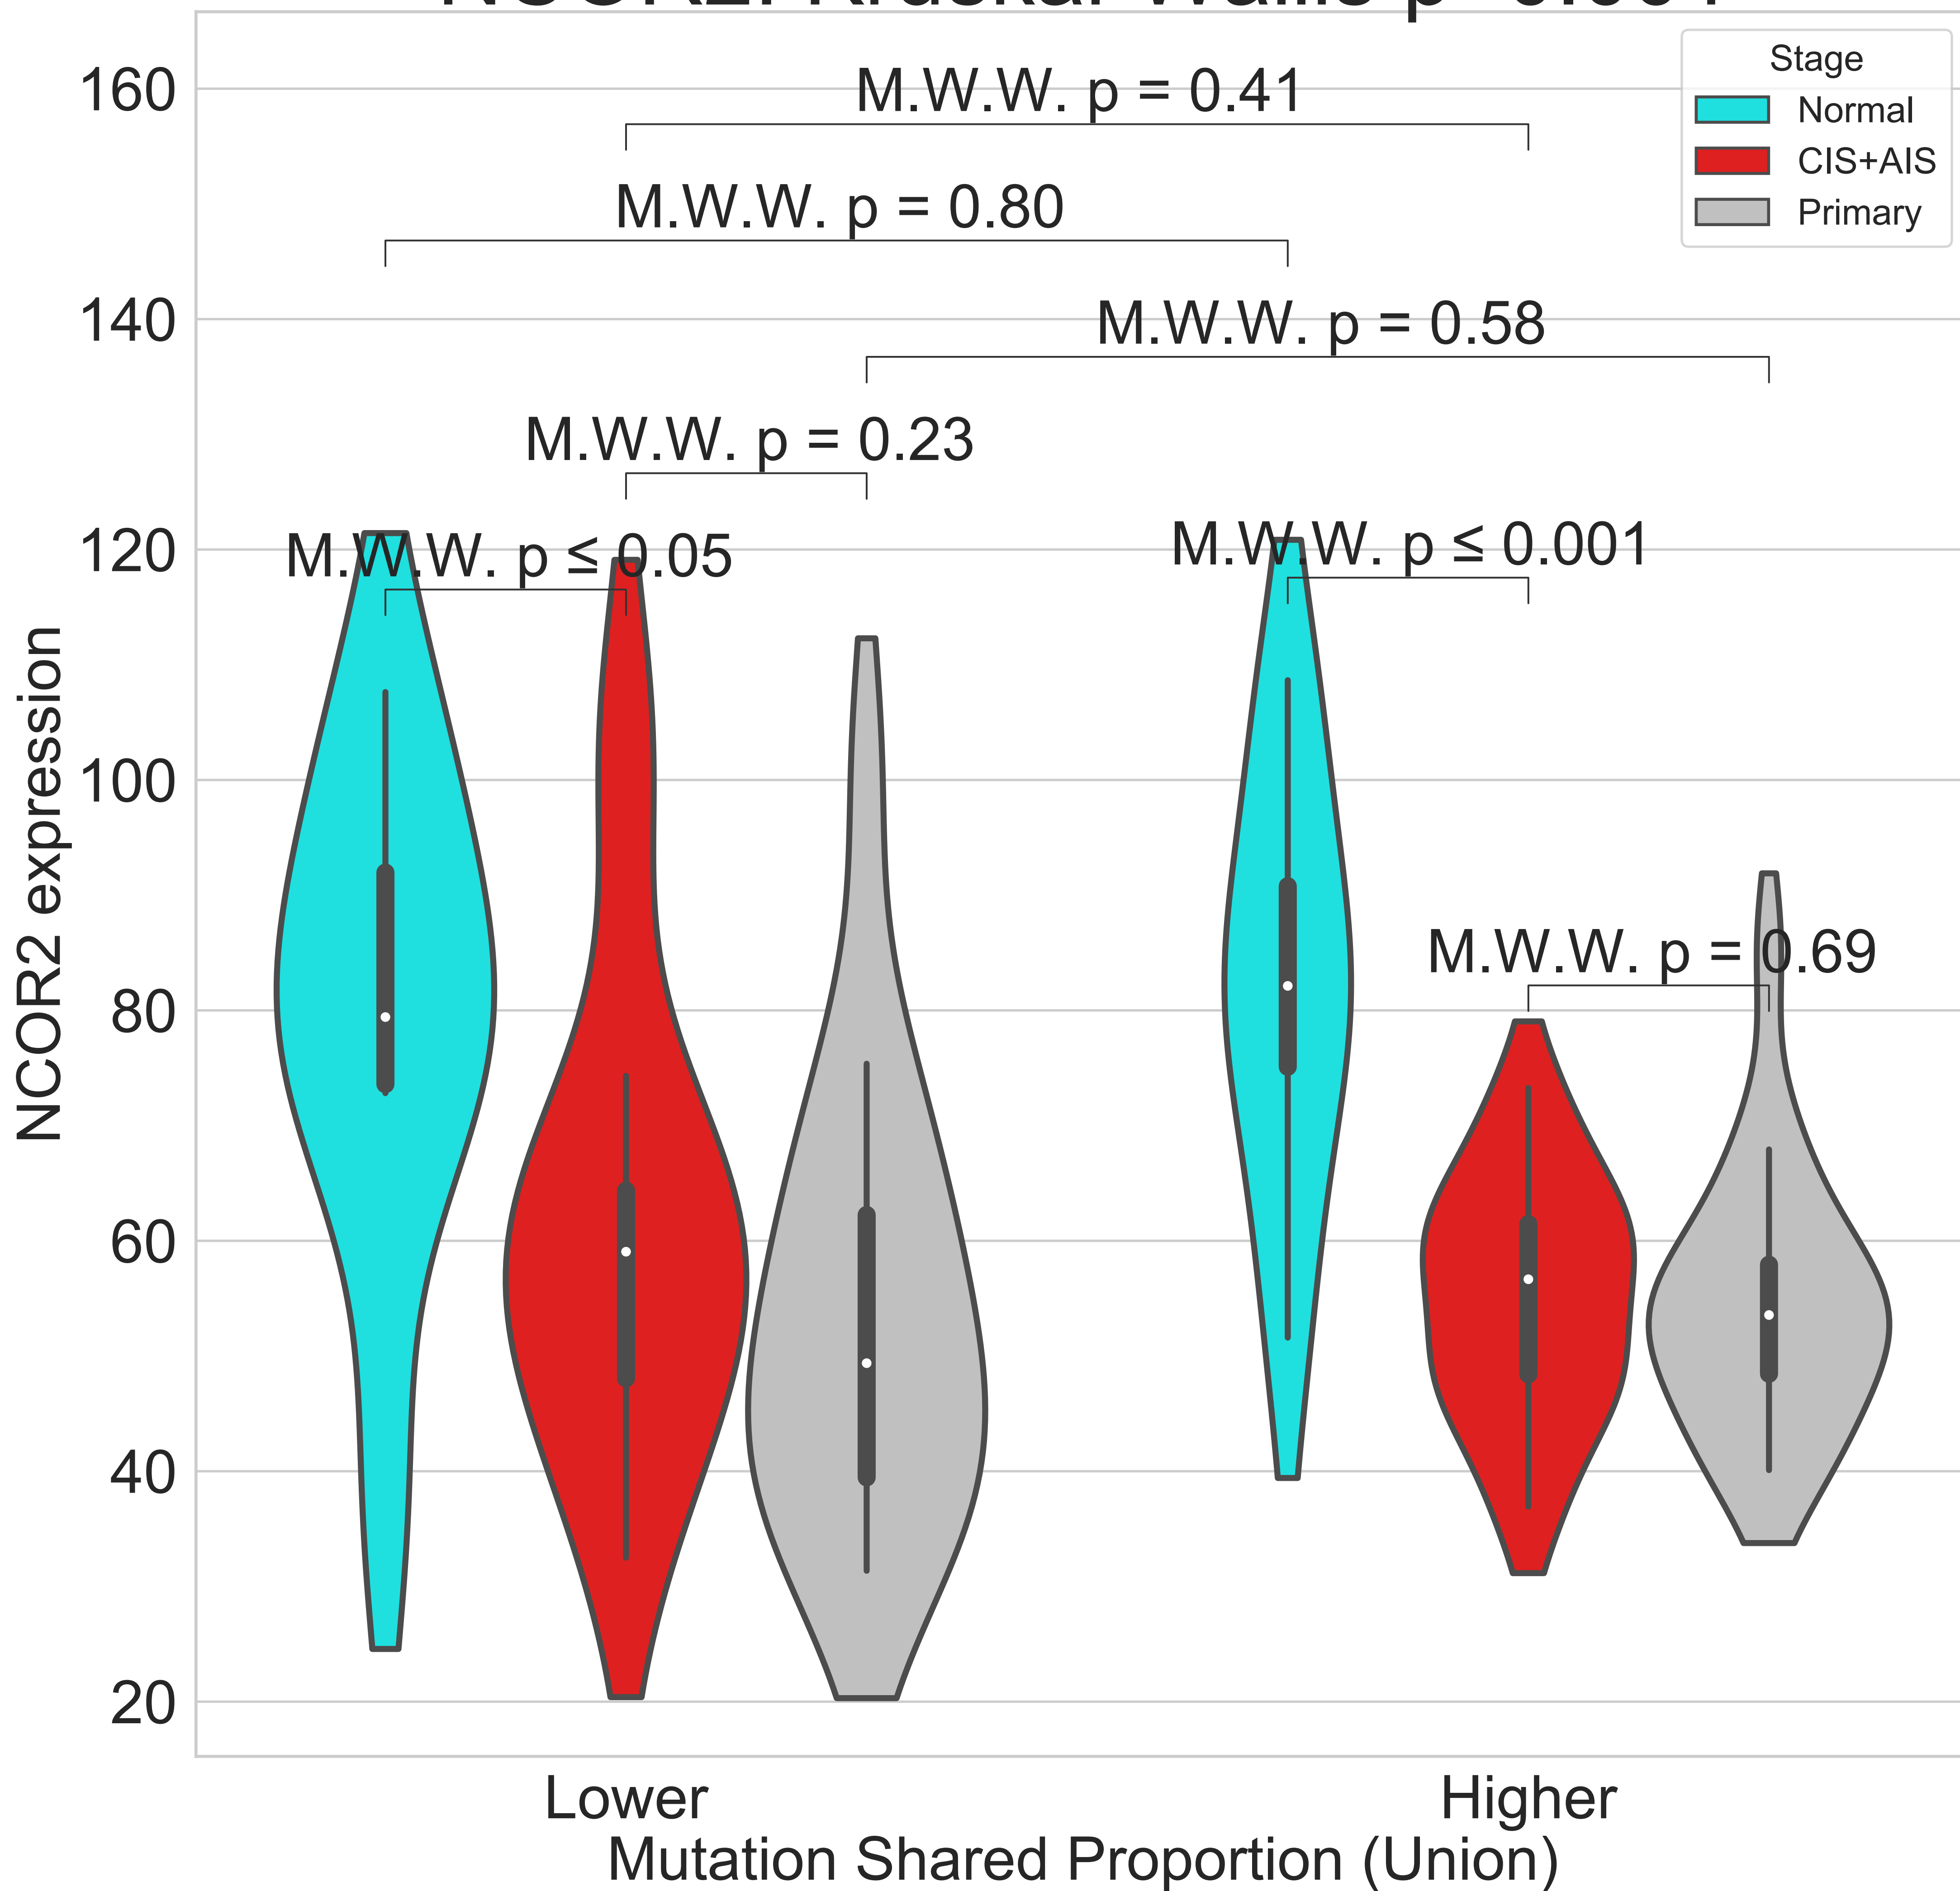 160
140
120
100
80
60
40
20
NCOR2 expression
M.W.W. p = 0.41
M.W.W. p = 0.80
M.W.W. p = 0.58
M.W.W. p = 0.23
M.W.W. p ≤ 0.05
M.W.W. p ≤ 0.001
M.W.W. p = 0.69
Stage
Normal
CIS+AIS
Primary
Lower
Higher
Mutation Shared Proportion (Union)